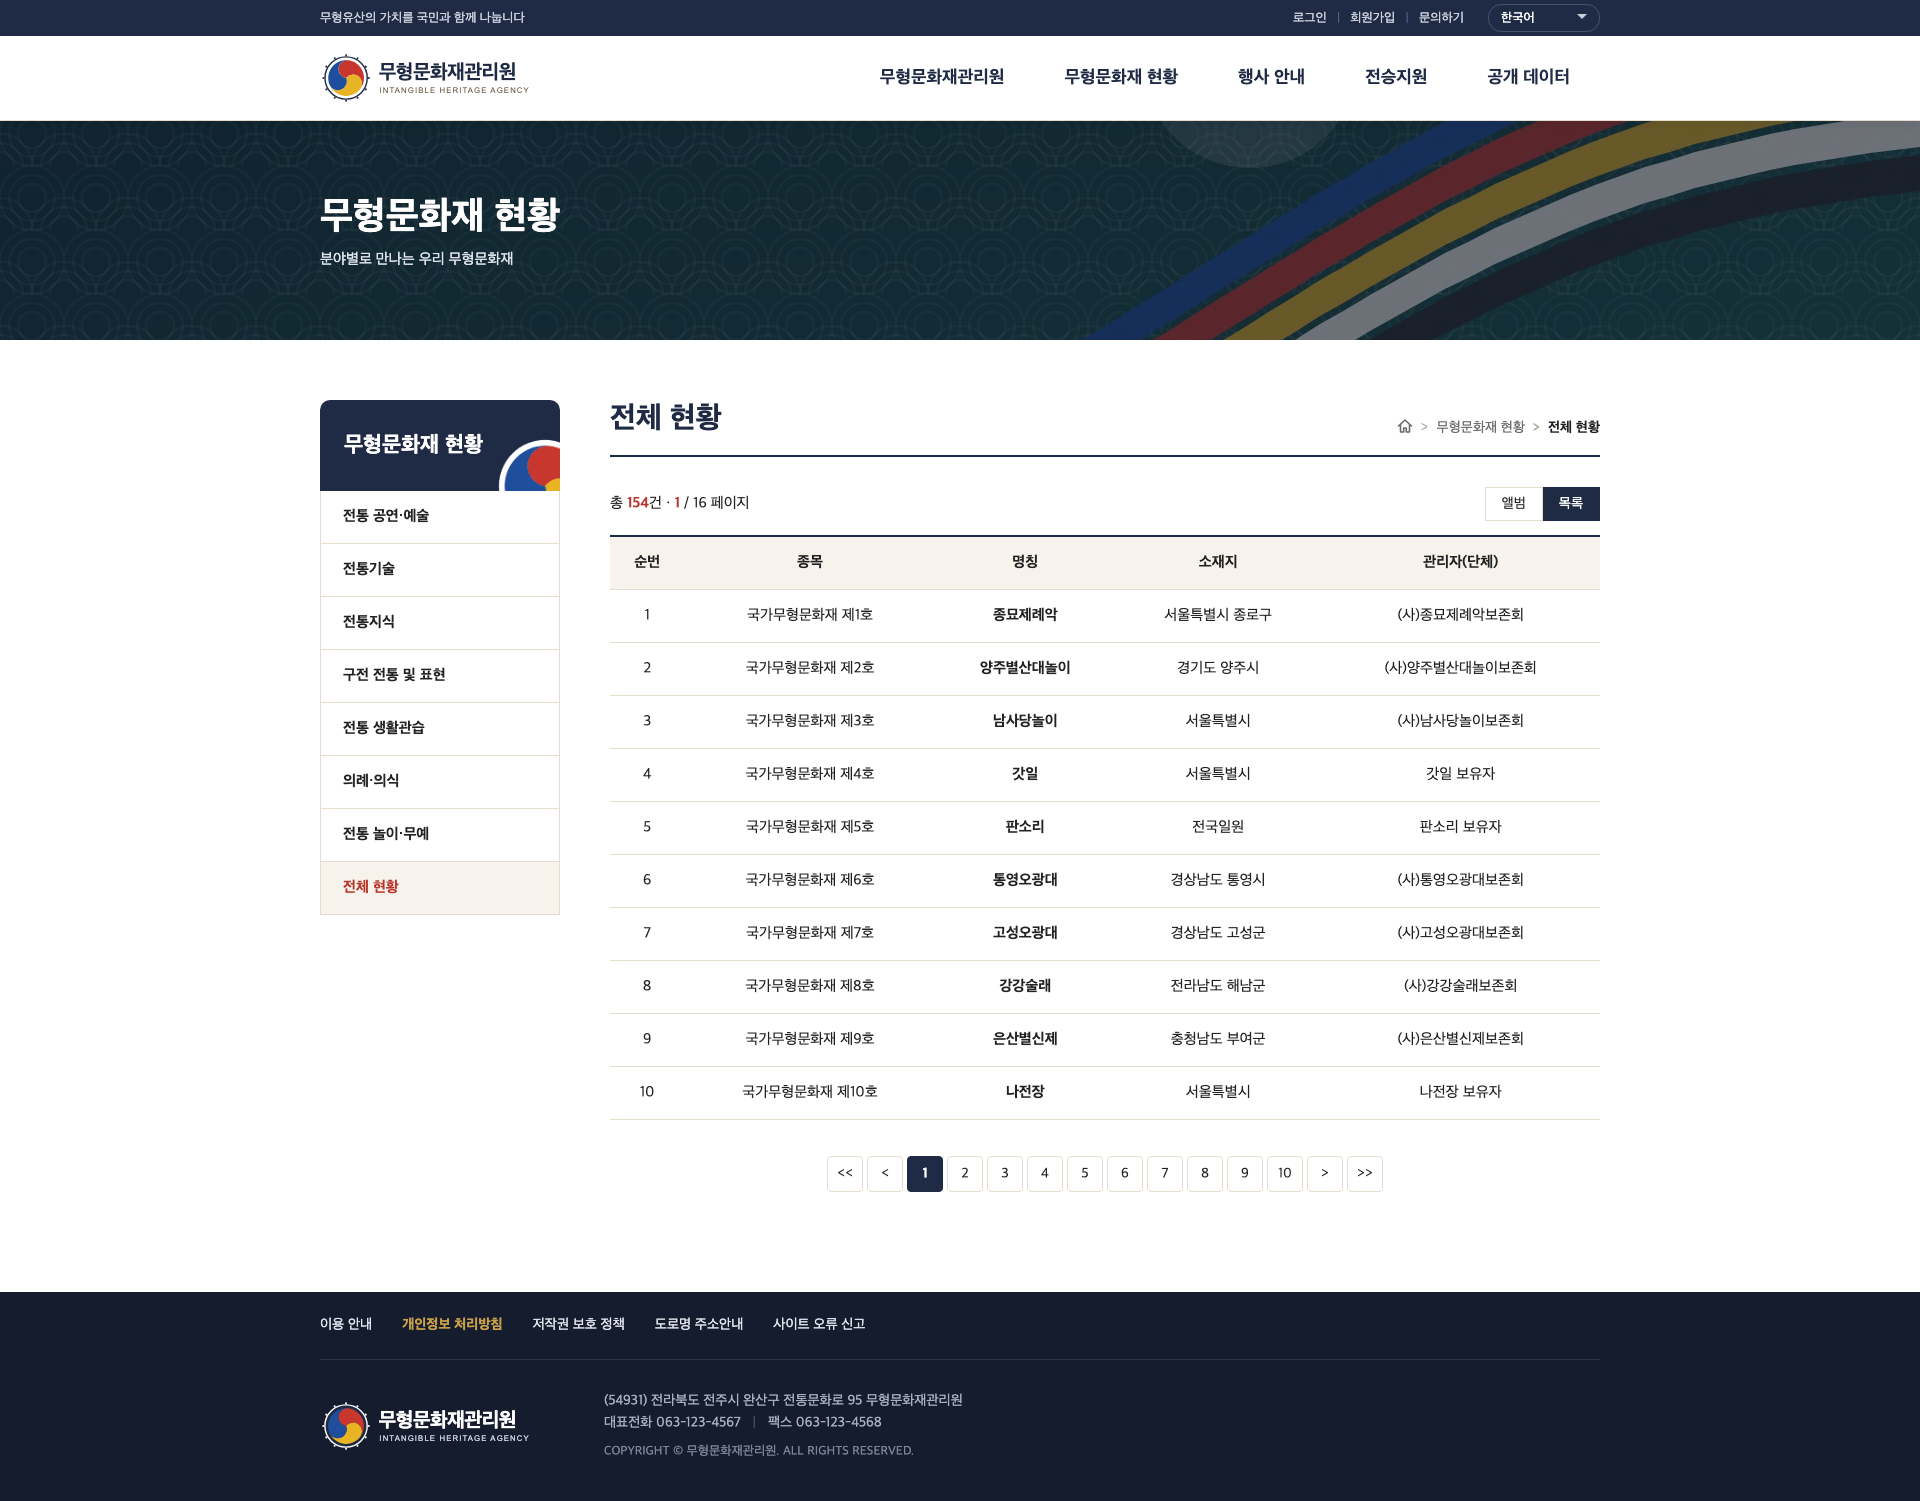 무형유산의 가치를 국민과 함께 나눕니다
로그인 | 회원가입 | 문의하기 한국어
무형문화재관리원
INTANGIBLE HERITAGE AGENCY
무형문화재관리원 무형문화재 현황 행사 안내 전승지원 공개 데이터
무형문화재 현황
분야별로 만나는 우리 무형문화재
무형문화재 현황
전통 공연·예술
전통기술
전통지식
구전 전통 및 표현
전통 생활관습
의례·의식
전통 놀이·무예
전체 현황
전체 현황
> 무형문화재 현황 > 전체 현황
총 154건 · 1 / 16 페이지
앨범 목록
순번 종목 명칭 소재지 관리자(단체)
1 국가무형문화재 제1호 종묘제례악 서울특별시 종로구 (사)종묘제례악보존회
2 국가무형문화재 제2호 양주별산대놀이 경기도 양주시 (사)양주별산대놀이보존회
3 국가무형문화재 제3호 남사당놀이 서울특별시 (사)남사당놀이보존회
4 국가무형문화재 제4호 갓일 서울특별시 갓일 보유자
5 국가무형문화재 제5호 판소리 전국일원 판소리 보유자
6 국가무형문화재 제6호 통영오광대 경상남도 통영시 (사)통영오광대보존회
7 국가무형문화재 제7호 고성오광대 경상남도 고성군 (사)고성오광대보존회
8 국가무형문화재 제8호 강강술래 전라남도 해남군 (사)강강술래보존회
9 국가무형문화재 제9호 은산별신제 충청남도 부여군 (사)은산별신제보존회
10 국가무형문화재 제10호 나전장 서울특별시 나전장 보유자
<< < 1 2 3 4 5 6 7 8 9 10 > >>
이용 안내 개인정보 처리방침 저작권 보호 정책 도로명 주소안내 사이트 오류 신고
무형문화재관리원
INTANGIBLE HERITAGE AGENCY
(54931) 전라북도 전주시 완산구 전통문화로 95 무형문화재관리원
대표전화 063-123-4567 | 팩스 063-123-4568
COPYRIGHT © 무형문화재관리원. ALL RIGHTS RESERVED.